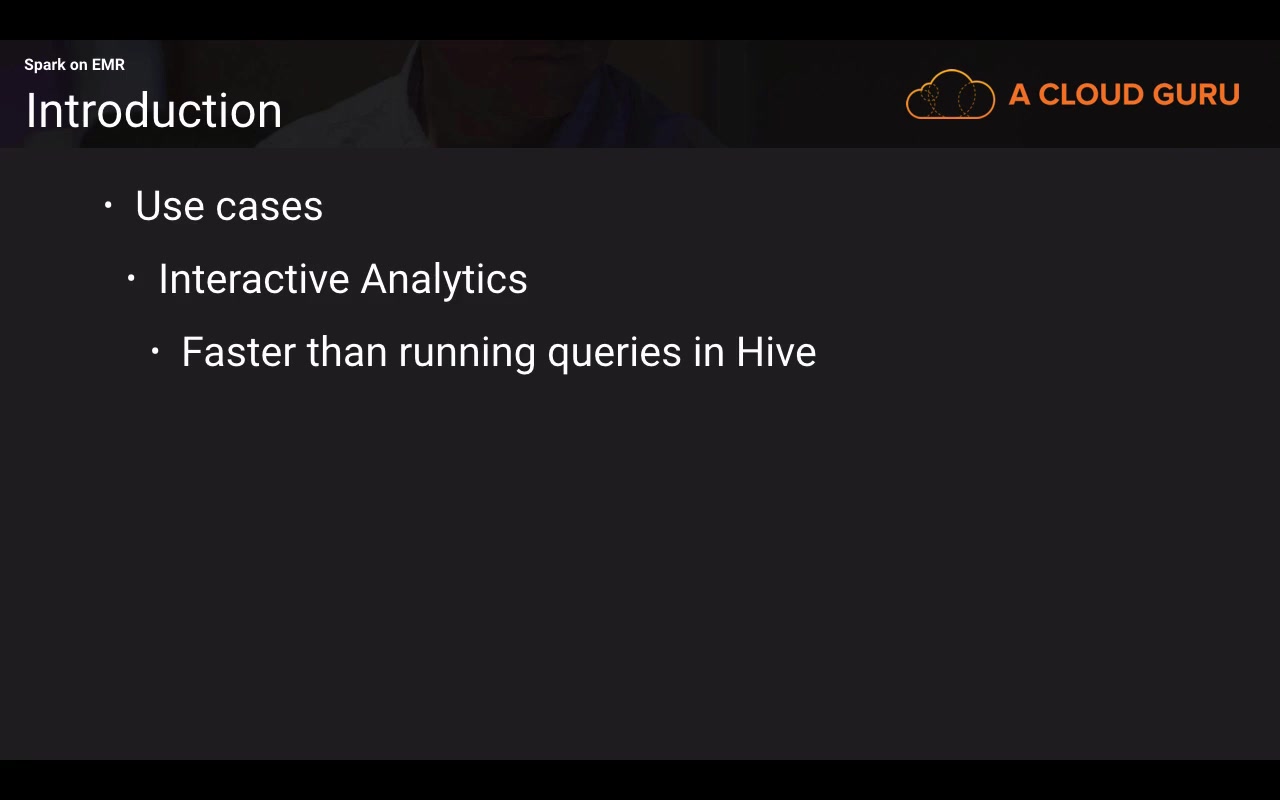 Spark on EMR
Introduction
A CLOUD GURU
• Use cases
• Interactive Analytics
• Faster than running queries in Hive